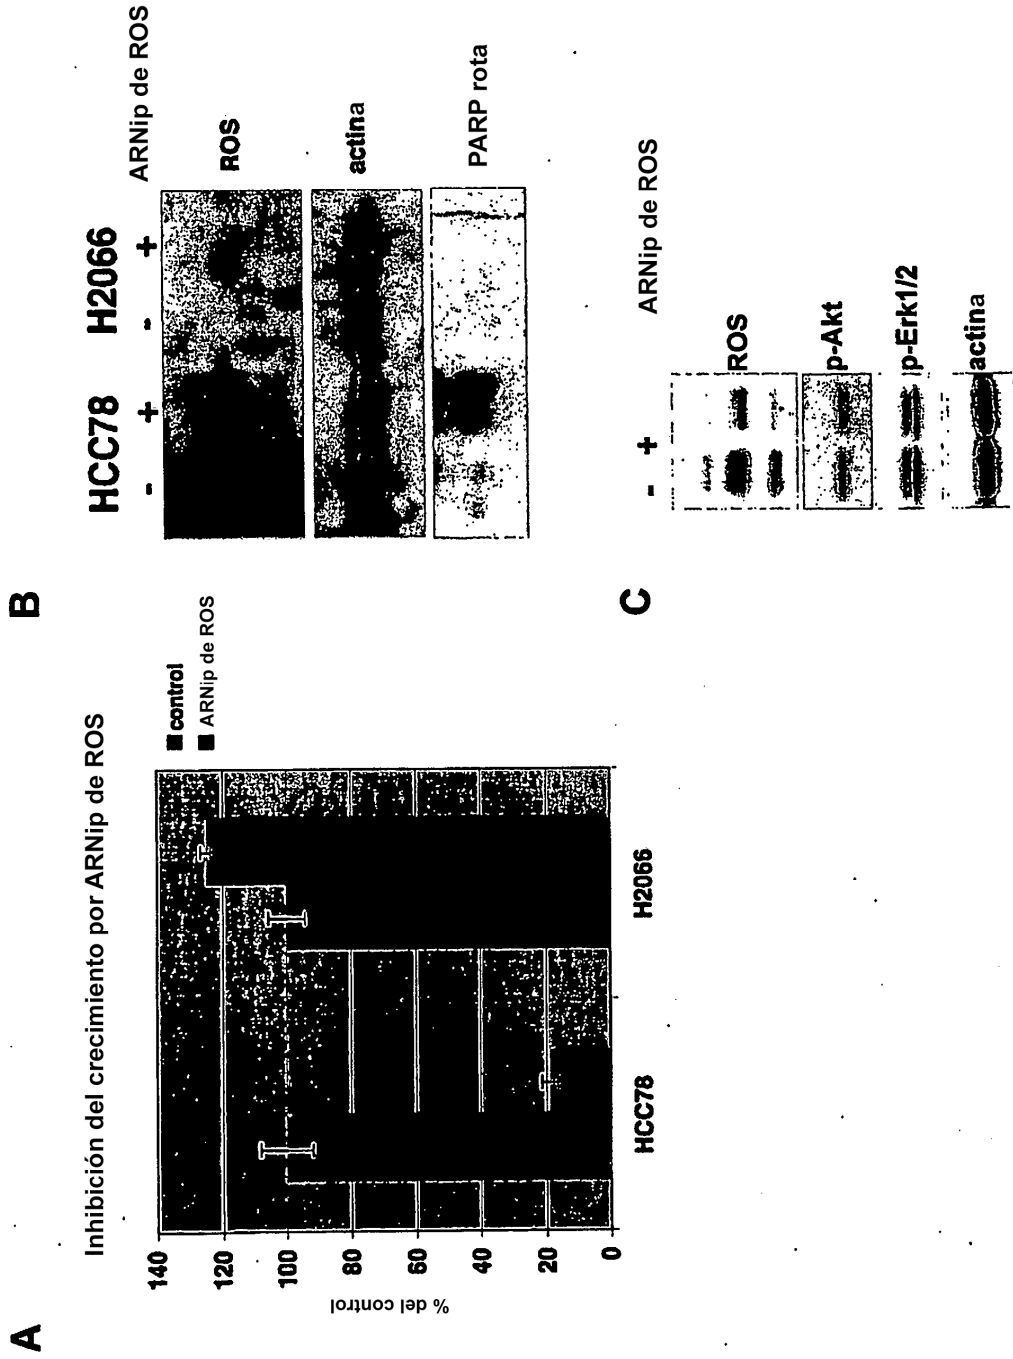 A
Inhibición del crecimiento por ARNip de ROS
% del control
140
120
100
80
60
40
20
0
HCC78
H2066
control
ARNip de ROS
B
HCC78
H2066
- + - +
ARNip de ROS
ROS
actina
PARP rota
C
- +
ARNip de ROS
ROS
p-Akt
p-Erk1/2
actina